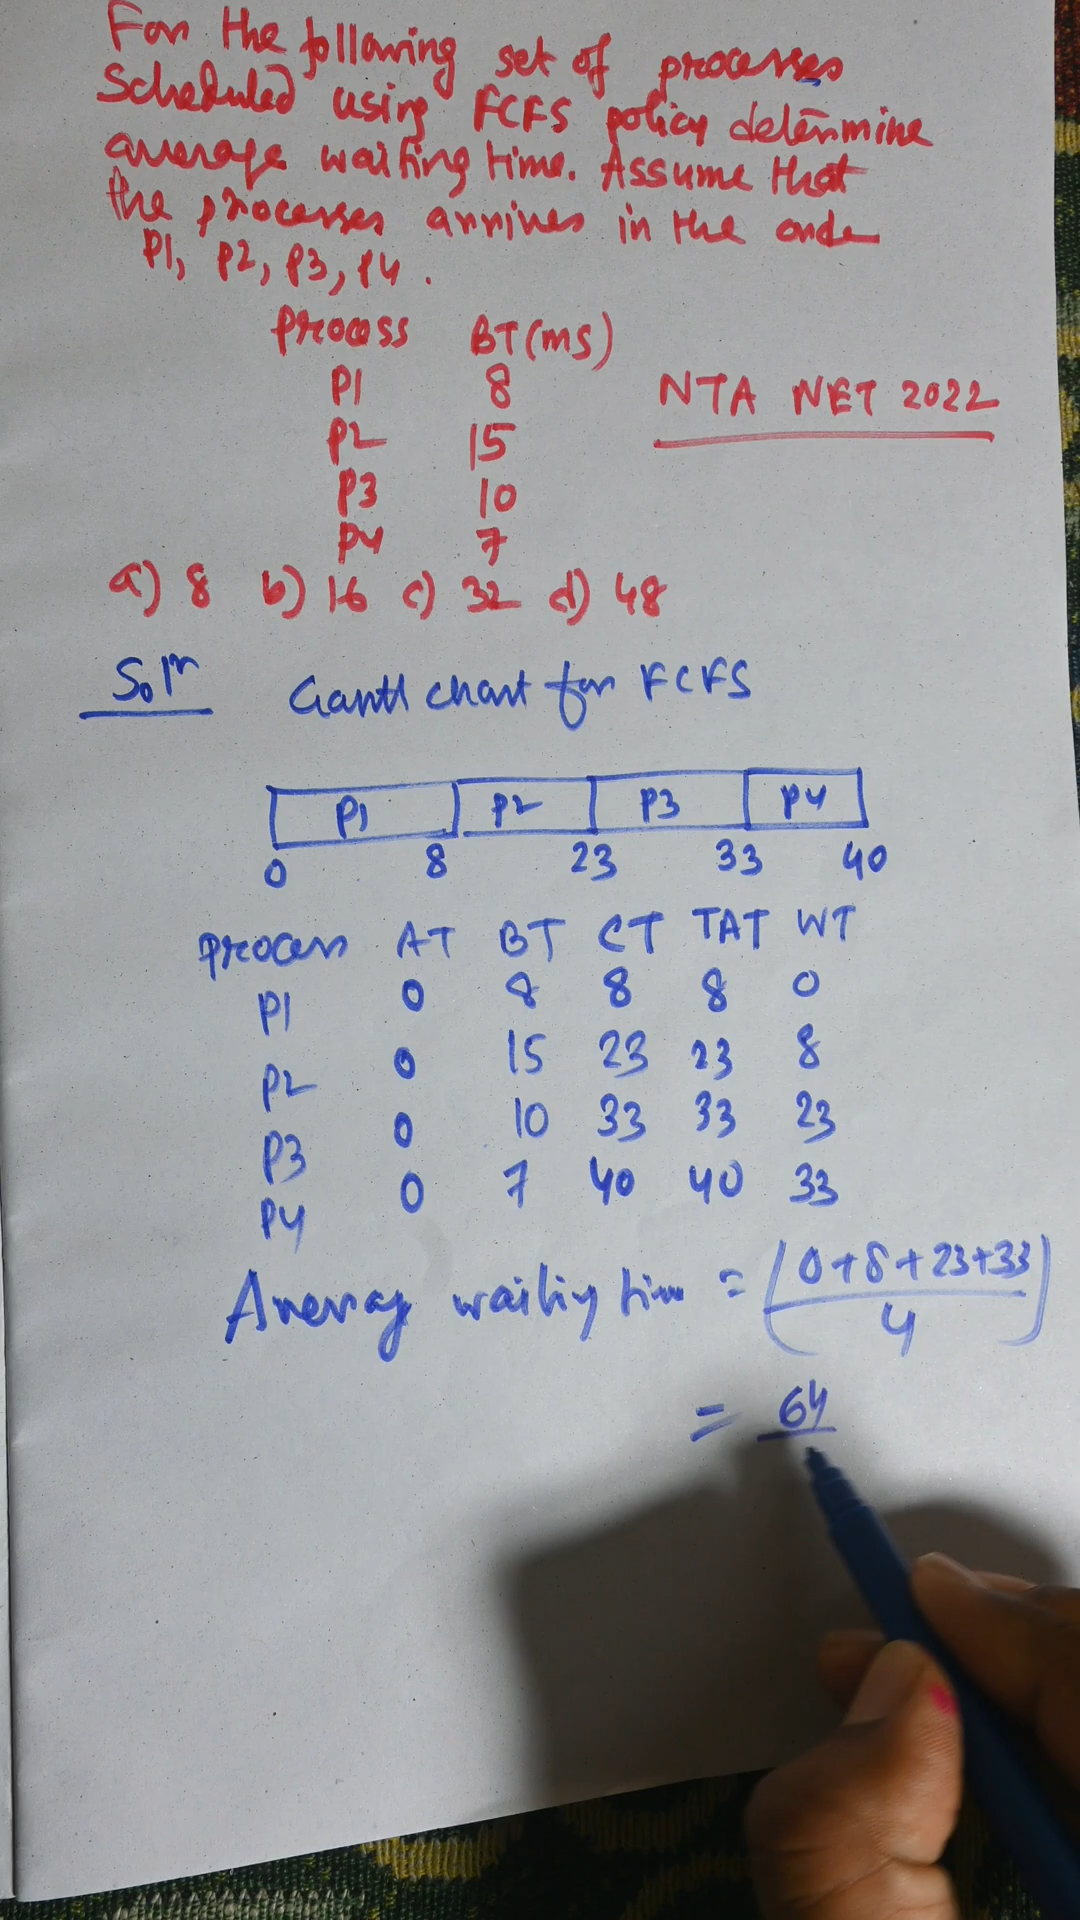 For the following set of processes
Scheduled using FCFS policy determine
average waiting time. Assume that
the processes arrives in the orde
P1, P2, P3, P4.
process BT(ms)
P1 8
P2 15
P3 10
P4 7
NTA NET 2022
a) 8 b) 16 c) 32 d) 48
Soln Gantt chart for FCFS
P1 P2 P3 P4
0 8 23 33 40
process AT BT CT TAT WT
P1 0 8 8 8 0
P2 0 15 23 23 8
P3 0 10 33 33 23
P4 0 7 40 40 33
Average waiting time = (0+8+23+33)
4
= 64